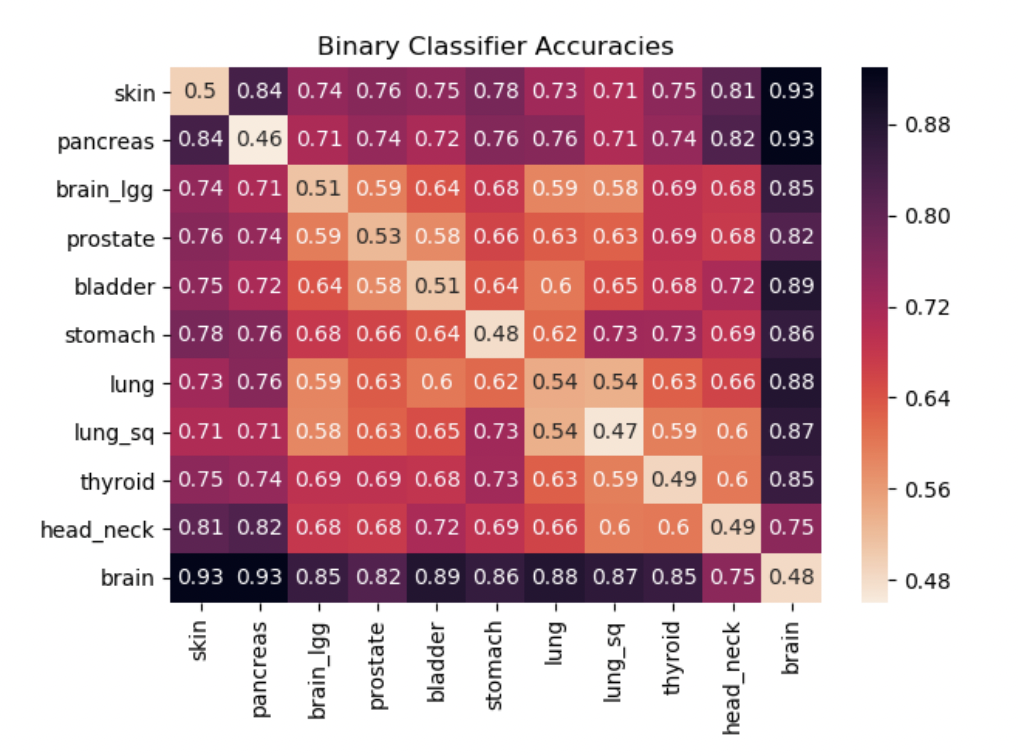 Binary Classifier Accuracies
skin 0.5 0.84 0.74 0.76 0.75 0.78 0.73 0.71 0.75 0.81 0.93
pancreas 0.84 0.46 0.71 0.74 0.72 0.76 0.76 0.71 0.74 0.82 0.93
brain_lgg 0.74 0.71 0.51 0.59 0.64 0.68 0.59 0.58 0.69 0.68 0.85
prostate 0.76 0.74 0.59 0.53 0.58 0.66 0.63 0.63 0.69 0.68 0.82
bladder 0.75 0.72 0.64 0.58 0.51 0.64 0.6 0.65 0.68 0.72 0.89
stomach 0.78 0.76 0.68 0.66 0.64 0.48 0.62 0.73 0.73 0.69 0.86
lung 0.73 0.76 0.59 0.63 0.6 0.62 0.54 0.54 0.63 0.66 0.88
lung_sq 0.71 0.71 0.58 0.63 0.65 0.73 0.54 0.47 0.59 0.6 0.87
thyroid 0.75 0.74 0.69 0.69 0.68 0.73 0.63 0.59 0.49 0.6 0.85
head_neck 0.81 0.82 0.68 0.68 0.72 0.69 0.66 0.6 0.6 0.49 0.75
brain 0.93 0.93 0.85 0.82 0.89 0.86 0.88 0.87 0.85 0.75 0.48
skin pancreas brain_lgg prostate bladder stomach lung lung_sq thyroid head_neck brain
0.88
0.80
0.72
0.64
0.56
0.48